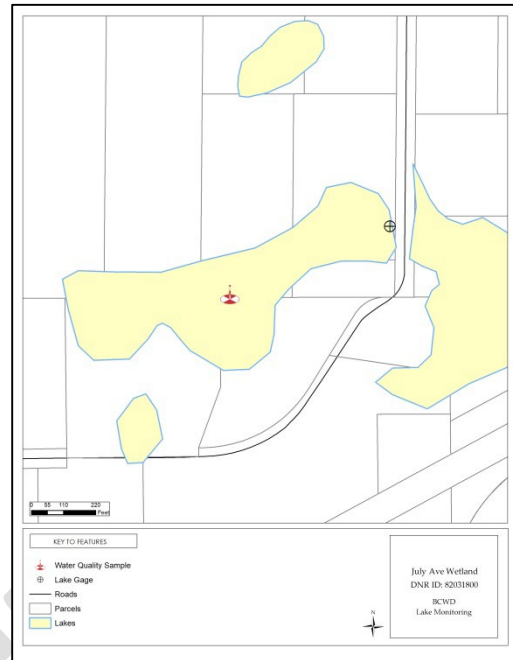 0 55 110 220
Feet
KEY TO FEATURES
Water Quality Sample
Lake Gage
Roads
Parcels
Lakes
N
July Ave Wetland
DNR ID: 82031800
BCWD
Lake Monitoring